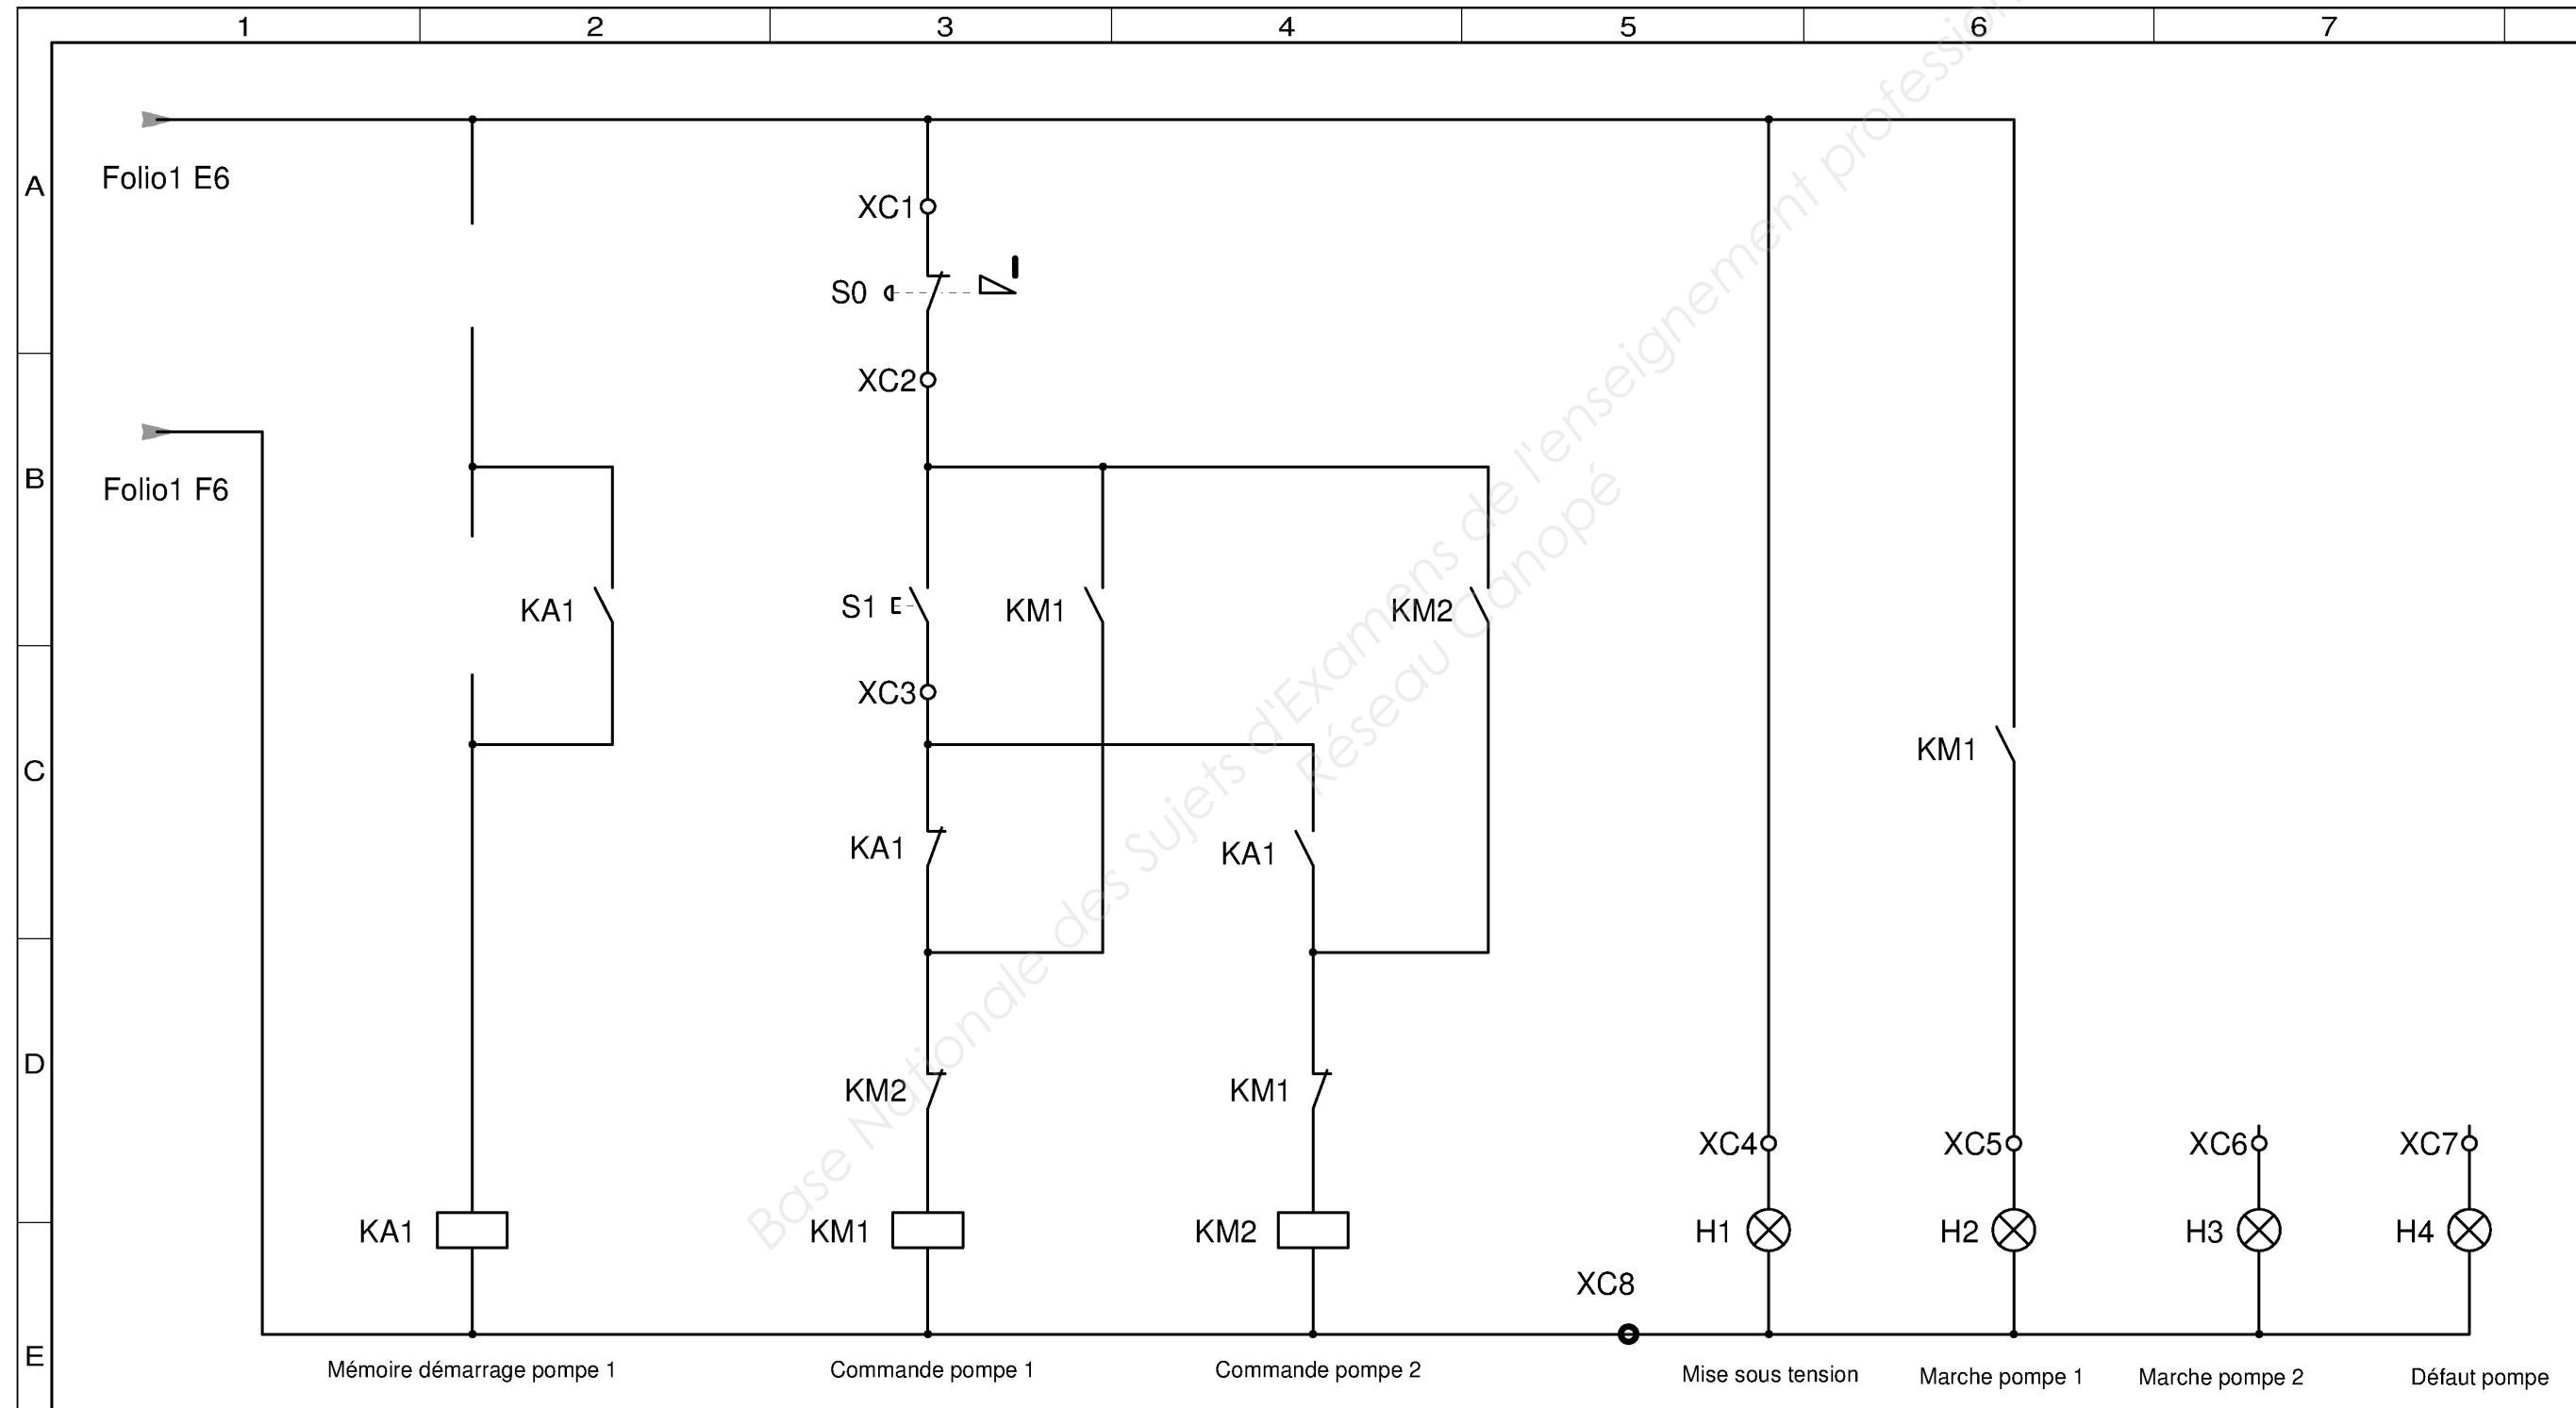 1 2 3 4 5 6 7
A
Folio1 E6
XC1
S0
XC2
B
Folio1 F6
KA1
S1 E
KM1
KM2
XC3
C
KM1
KA1
KA1
D
KM2
KM1
XC4
XC5
XC6
XC7
KA1
KM1
KM2
H1
H2
H3
H4
XC8
E
Mémoire démarrage pompe 1
Commande pompe 1
Commande pompe 2
Mise sous tension
Marche pompe 1
Marche pompe 2
Défaut pompe
Base Nationale des Sujets d'Examens de l'enseignement
Réseau Canopé